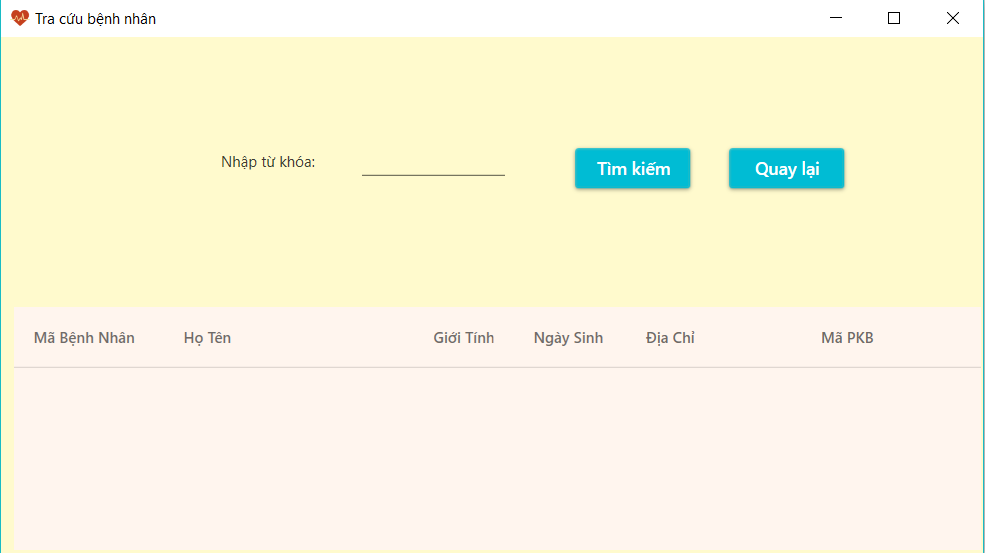 Tra cứu bệnh nhân
Nhập từ khóa: Tìm kiếm Quay lại
Mã Bệnh Nhân Họ Tên Giới Tính Ngày Sinh Địa Chỉ Mã PKB